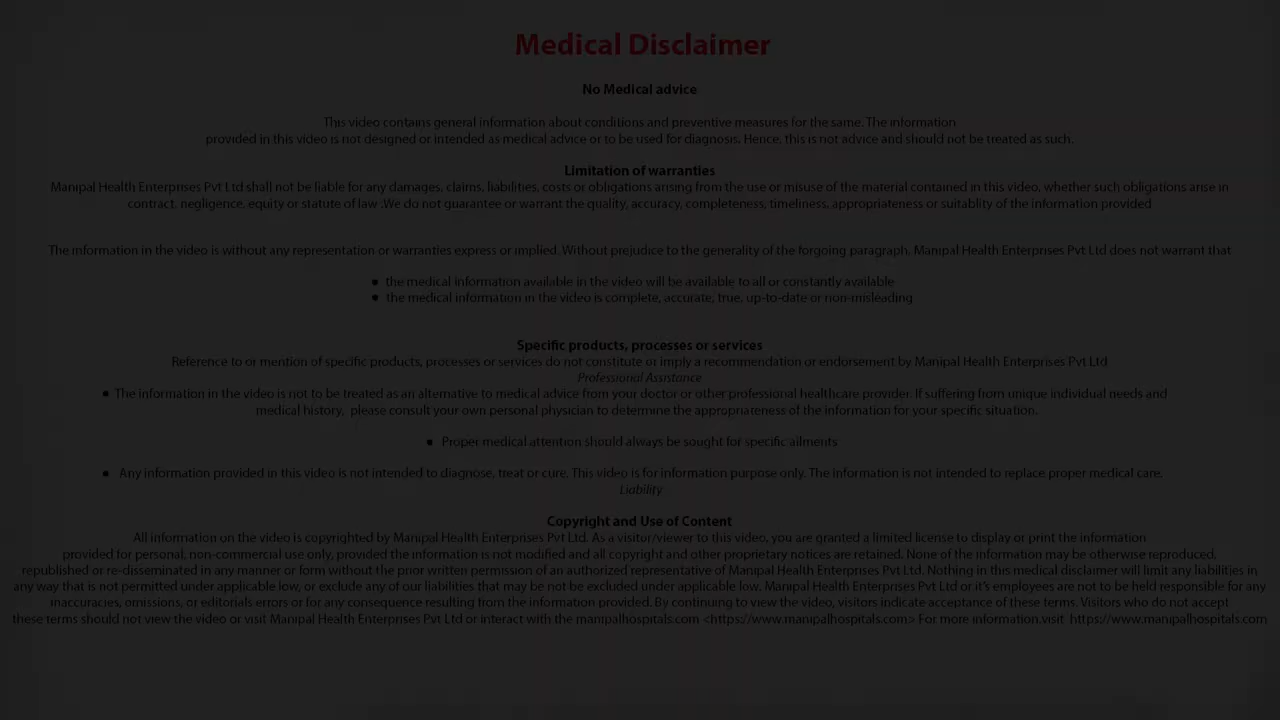 Medical Disclaimer
No Medical advice
This video contains general information about conditions and preventive measures for the same. The information
provided in this video is not designed or intended as medical advice or to be used for diagnosis. Hence, this is not advice and should not be treated as such.
Limitation of warranties
Manipal Health Enterprises Pvt Ltd shall not be liable for any damages, claims, liabilities, costs or obligations arising from the use or misuse of the material contained in this video, whether such obligations arise in
contract, negligence, equity or statute of law .We do not guarantee or warrant the quality, accuracy, completeness, timeliness, appropriateness or suitablity of the information provided
The information in the video is without any representation or warranties express or implied. Without prejudice to the generality of the forgoing paragraph, Manipal Health Enterprises Pvt Ltd does not warrant that
● the medical information available in the video will be available to all or constantly available
● the medical information in the video is complete, accurate, true, up-to-date or non-misleading
Specific products, processes or services
Reference to or mention of specific products, processes or services do not constitute or imply a recommendation or endorsement by Manipal Health Enterprises Pvt Ltd
Professional Assistance
● The information in the video is not to be treated as an alternative to medical advice from your doctor or other professional healthcare provider. If suffering from unique individual needs and
medical history, please consult your own personal physician to determine the appropriateness of the information for your specific situation.
● Proper medical attention should always be sought for specific ailments
● Any information provided in this video is not intended to diagnose, treat or cure. This video is for information purpose only. The information is not intended to replace proper medical care.
Liability
Copyright and Use of Content
All information on the video is copyrighted by Manipal Health Enterprises Pvt Ltd. As a visitor/viewer to this video, you are granted a limited license to display or print the information
provided for personal, non-commercial use only, provided the information is not modified and all copyright and other proprietary notices are retained. None of the information may be otherwise reproduced,
republished or re-disseminated in any manner or form without the prior written permission of an authorized representative of Manipal Health Enterprises Pvt Ltd. Nothing in this medical disclaimer will limit any liabilities in
any way that is not permitted under applicable low, or exclude any of our liabilities that may be not be excluded under applicable low. Manipal Health Enterprises Pvt Ltd or it's employees are not to be held responsible for any
inaccuracies, omissions, or editorials errors or for any consequence resulting from the information provided. By continuing to view the video, visitors indicate acceptance of these terms. Visitors who do not accept
these terms should not view the video or visit Manipal Health Enterprises Pvt Ltd or interact with the manipalhospitals.com <https://www.manipalhospitals.com> For more information.visit https://www.manipalhospitals.com